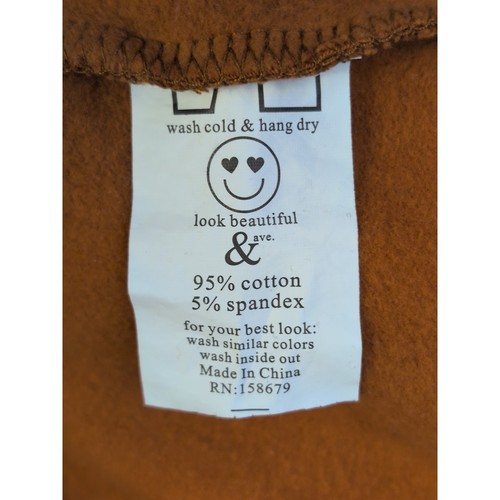 wash cold & hang dry
look beautiful
& ave.
95% cotton
5% spandex
for your best look:
wash similar colors
wash inside out
Made In China
RN:158679